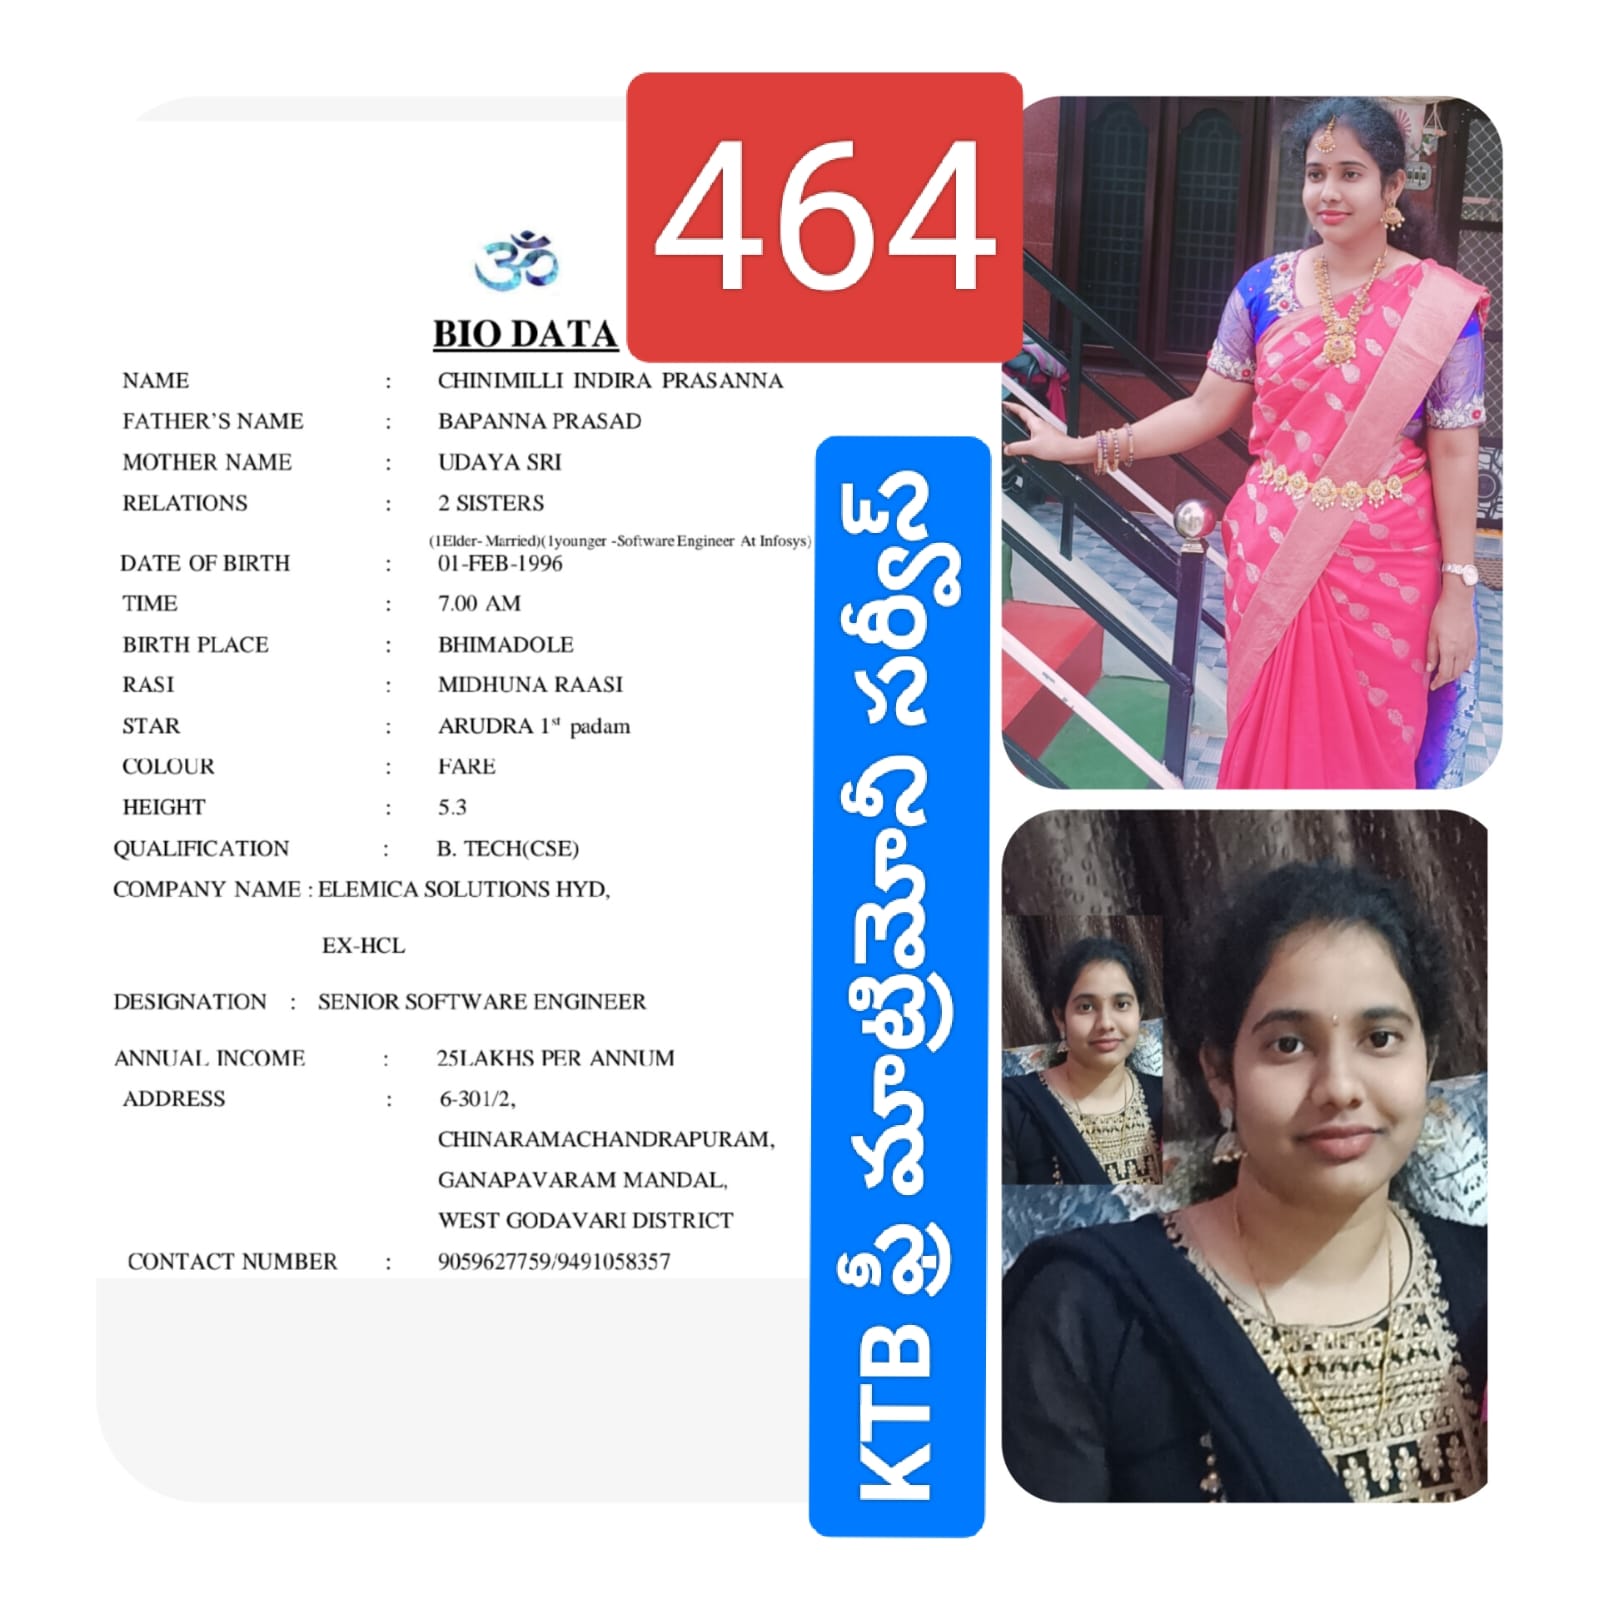 464
ॐ
BIO DATA
NAME : CHINIMILLI INDIRA PRASANNA
FATHER'S NAME : BAPANNA PRASAD
MOTHER NAME : UDAYA SRI
RELATIONS : 2 SISTERS
(1Elder- Married)(1younger -Software Engineer At Infosys)
DATE OF BIRTH : 01-FEB-1996
TIME : 7.00 AM
BIRTH PLACE : BHIMADOLE
RASI : MIDHUNA RAASI
STAR : ARUDRA 1st padam
COLOUR : FARE
HEIGHT : 5.3
QUALIFICATION : B. TECH(CSE)
COMPANY NAME : ELEMICA SOLUTIONS HYD,
EX-HCL
DESIGNATION : SENIOR SOFTWARE ENGINEER
ANNUAL INCOME : 25LAKHS PER ANNUM
ADDRESS : 6-301/2,
CHINARAMACHANDRAPURAM,
GANAPAVARAM MANDAL,
WEST GODAVARI DISTRICT
CONTACT NUMBER : 9059627759/9491058357
KTB ఫ్రీ మాట్రిమోనీ సర్వీస్